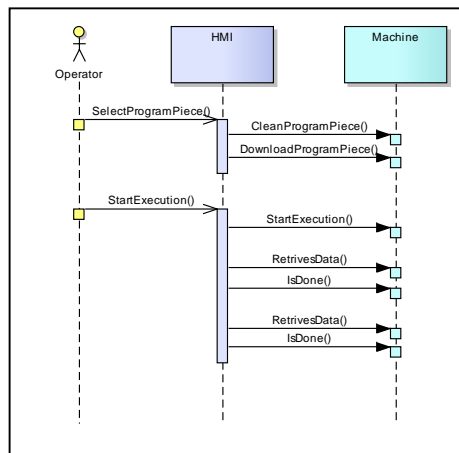 HMI
Machine
Operator
SelectProgramPiece()
CleanProgramPiece()
DownloadProgramPiece()
StartExecution()
StartExecution()
RetrivesData()
IsDone()
RetrivesData()
IsDone()